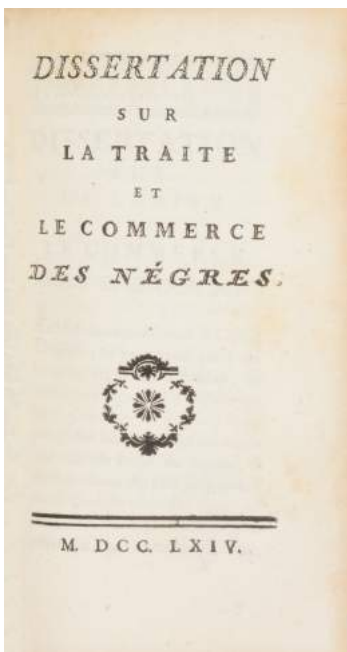 DISSERTATION
SUR
LA TRAITE
ET
LE COMMERCE
DES NÉGRES.
M. DCC. LXIV.